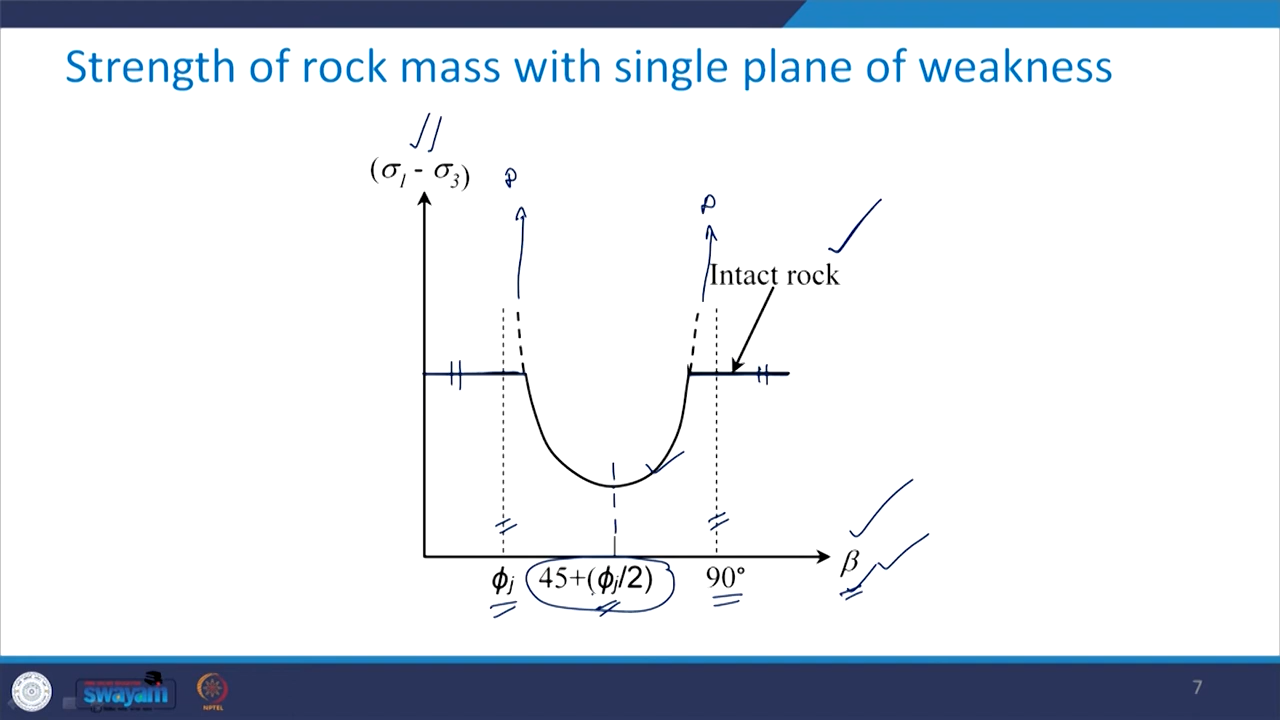 Strength of rock mass with single plane of weakness
(σ1 - σ3)
Intact rock
ϕj 45+(ϕj/2) 90° β
swayam
NPTEL
7